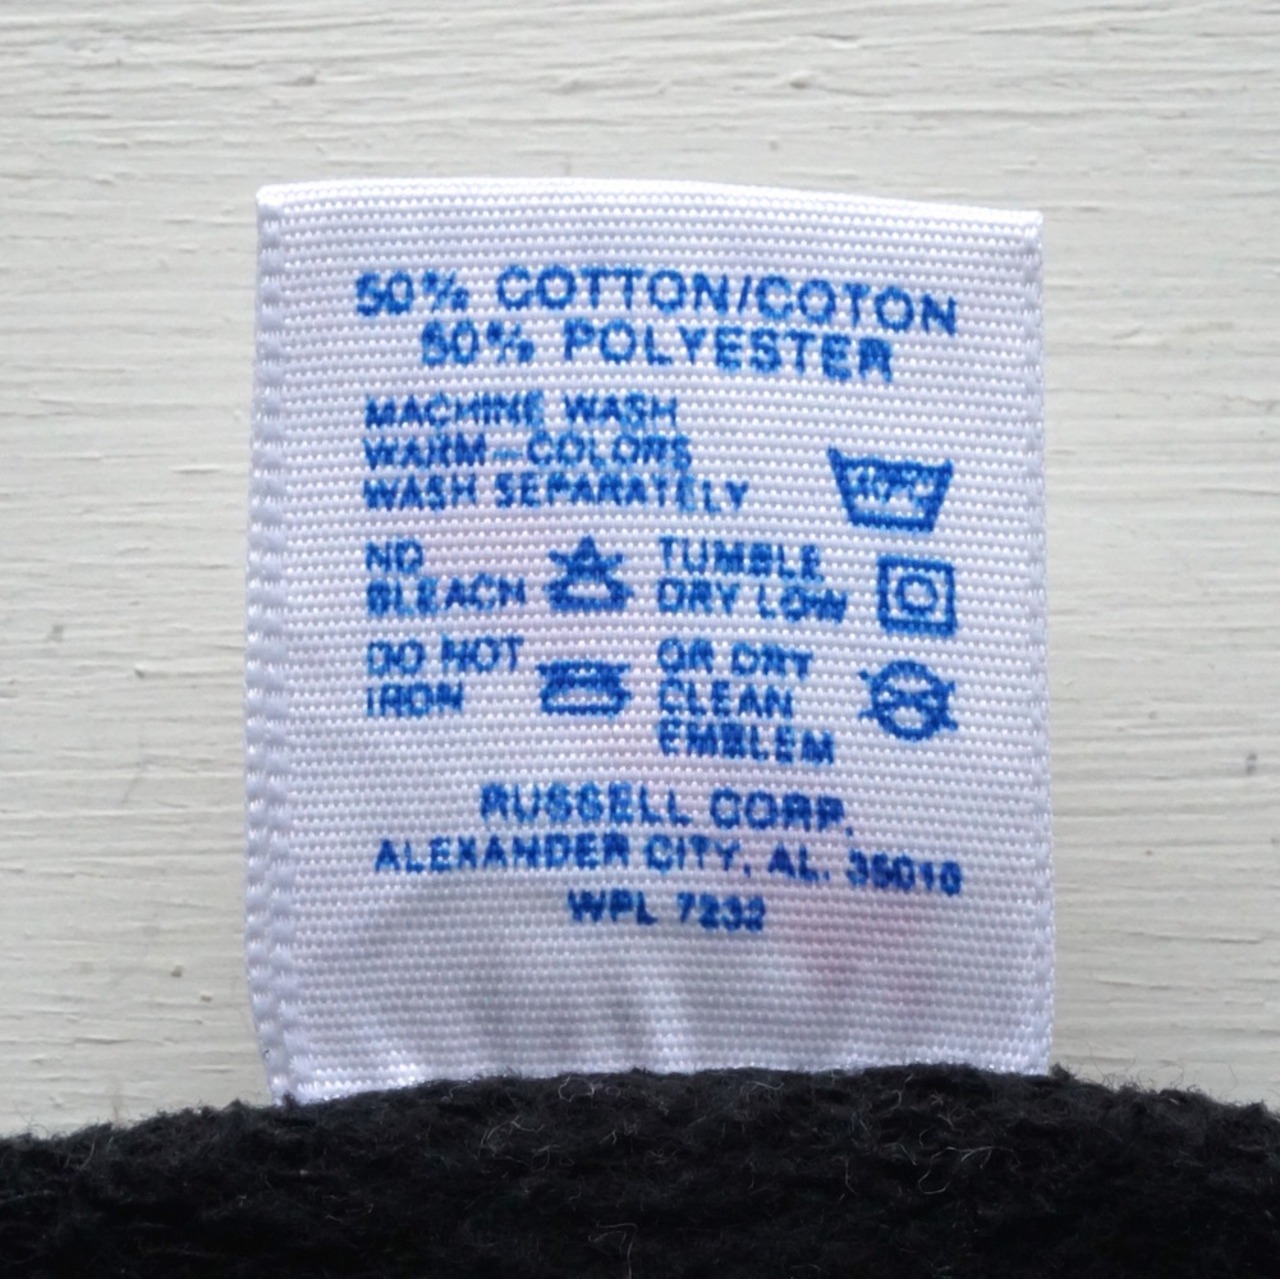 50% COTTON/COTON
50% POLYESTER
MACHINE WASH
WARM—COLORS
WASH SEPARATELY
40°C
NO
BLEACH
TUMBLE
DRY LOW
DO NOT
IRON
OR DRY
CLEAN
EMBLEM
RUSSELL CORP.
ALEXANDER CITY, AL. 35010
WPL 7232